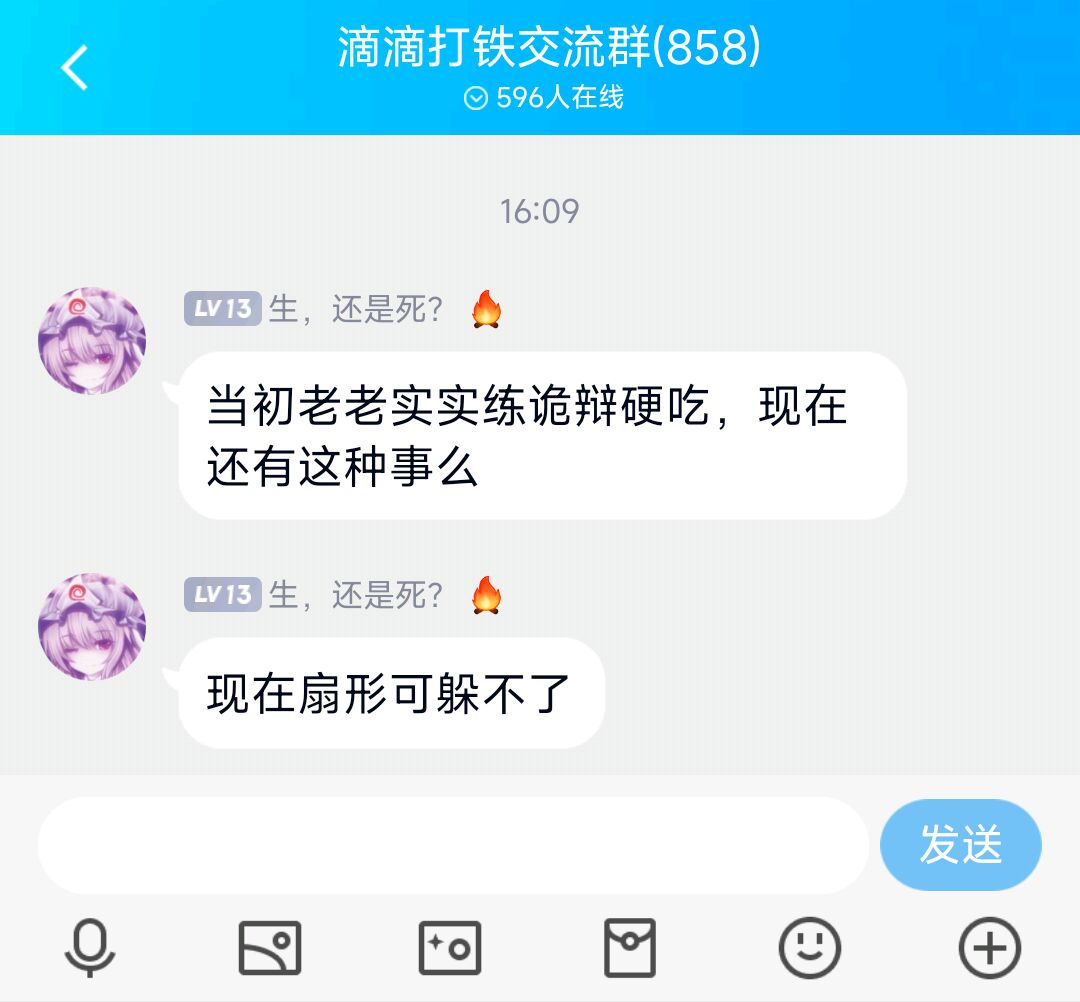 滴滴打铁交流群(858)
596人在线
16:09
LV13 生，还是死？
当初老老实实练诡辩硬吃，现在
还有这种事么
LV13 生，还是死？
现在扇形可躲不了
发送